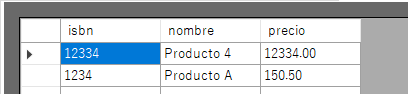 isbn nombre precio
12334 Producto 4 12334.00
1234 Producto A 150.50